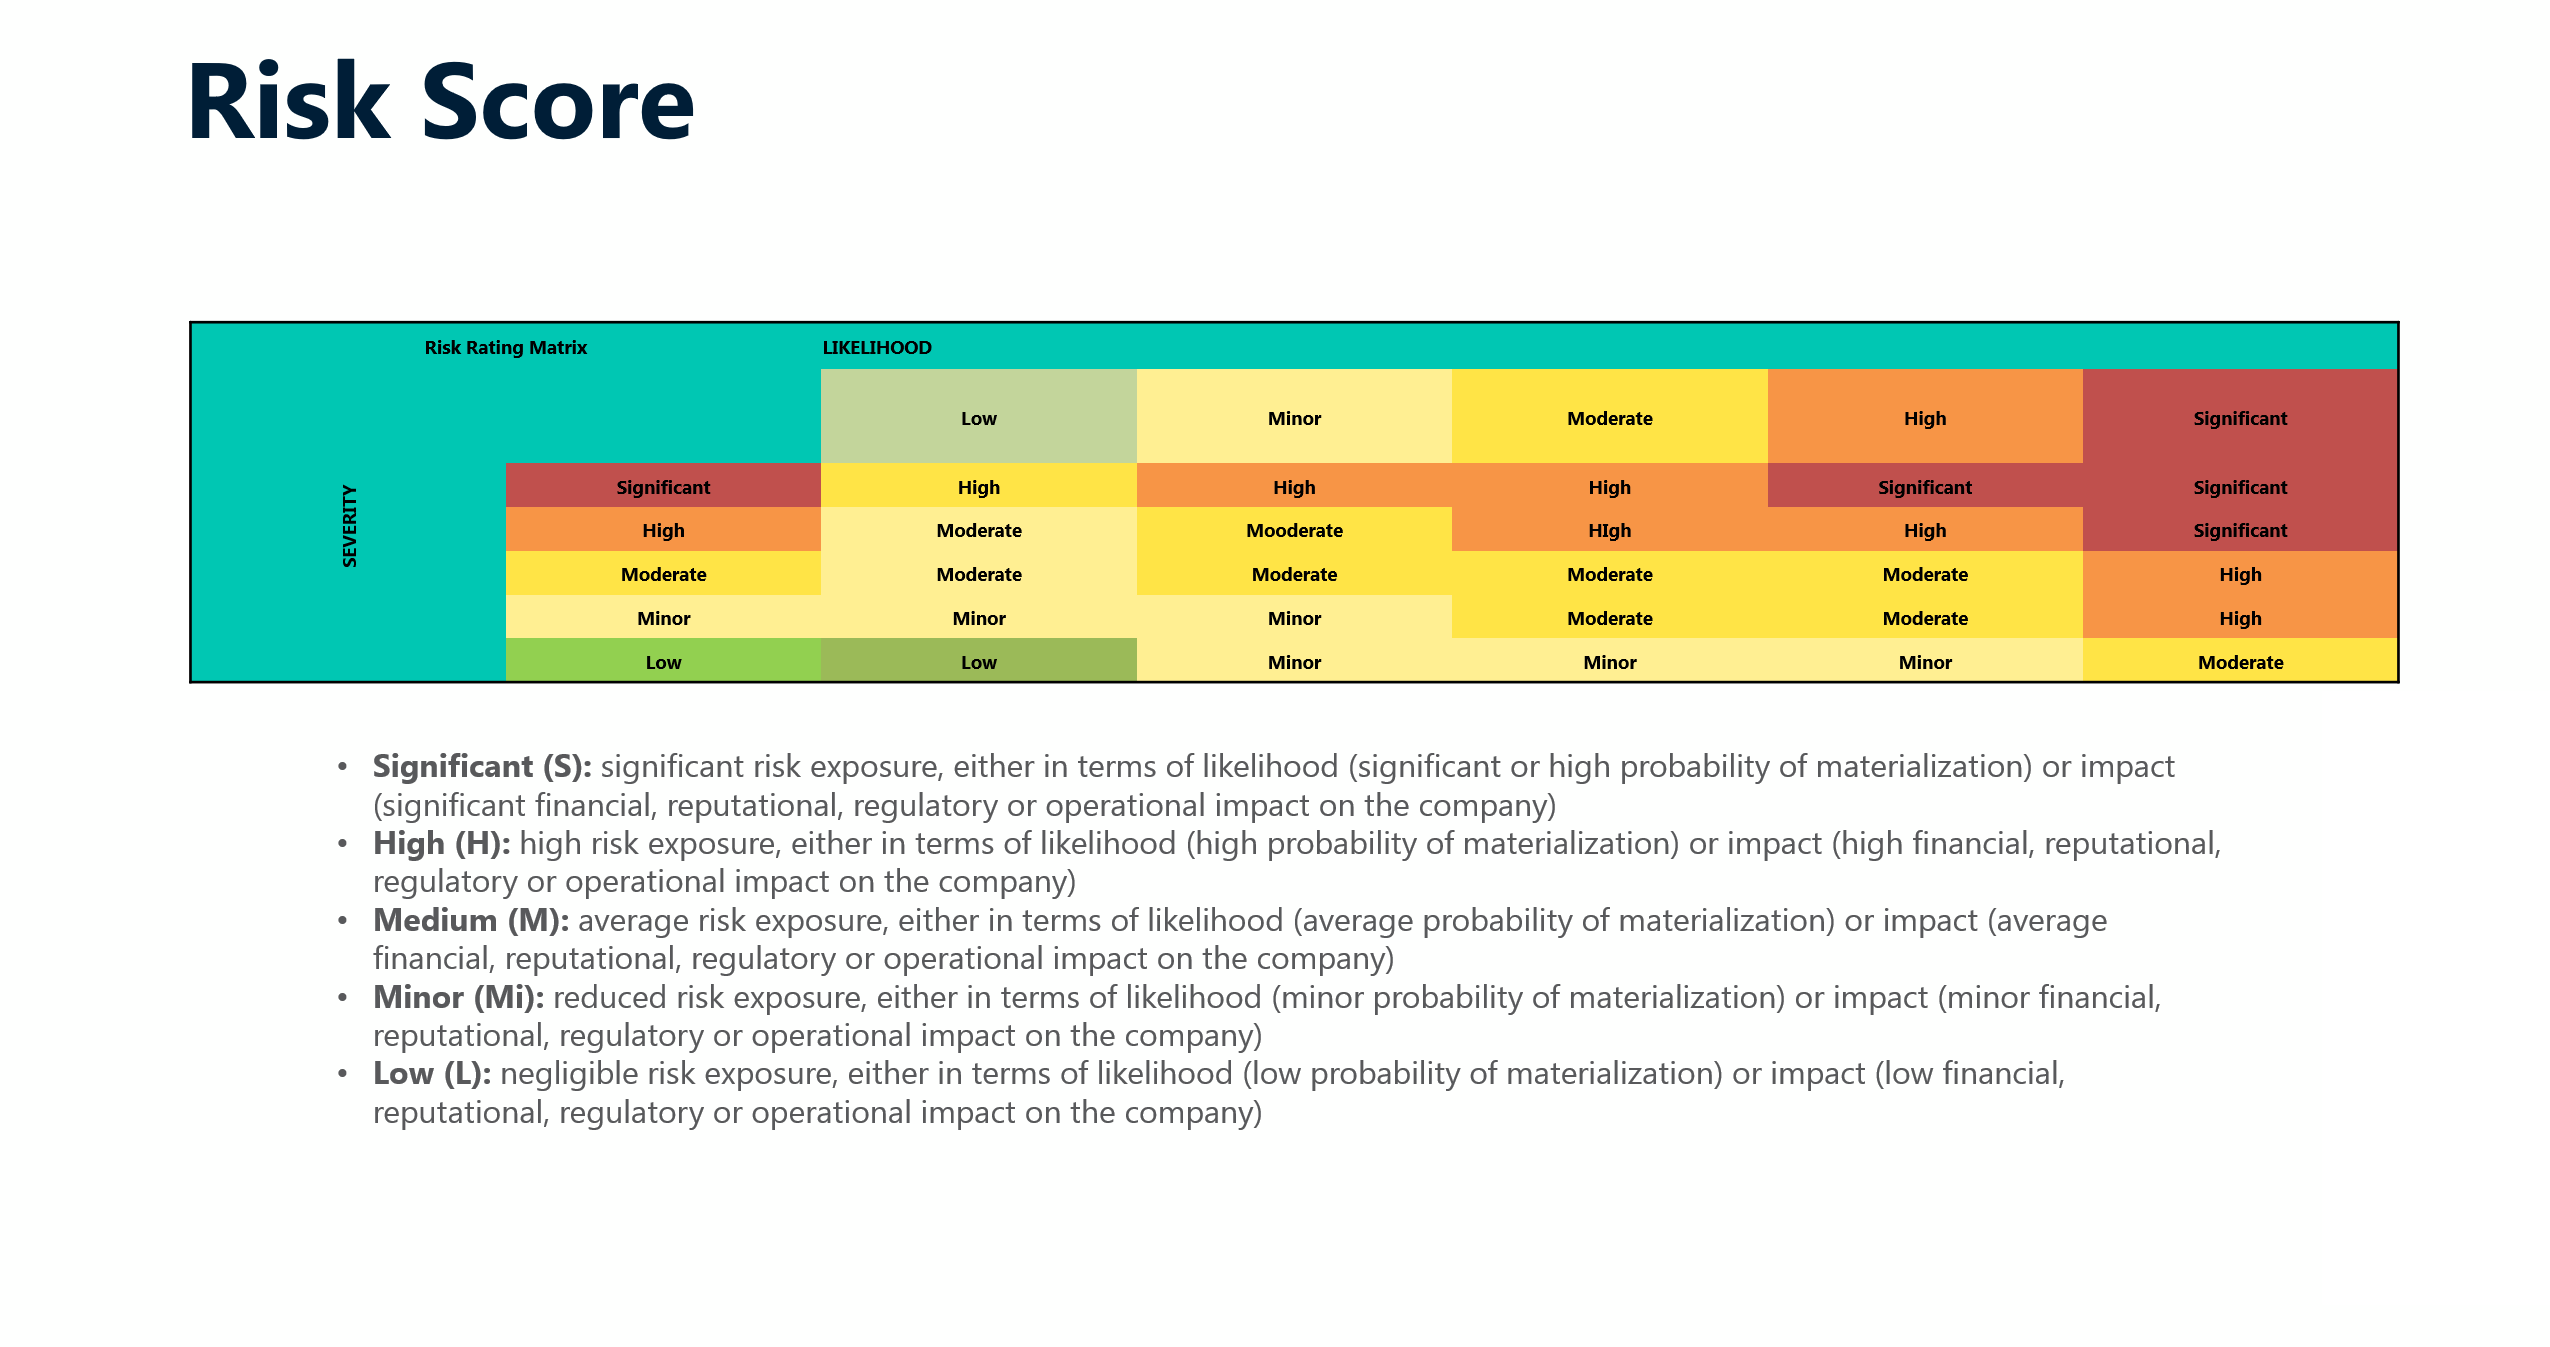 Risk Score
Risk Rating Matrix LIKELIHOOD
Low Minor Moderate High Significant
SEVERITY
Significant High High High Significant Significant
High Moderate Mooderate HIgh High Significant
Moderate Moderate Moderate Moderate Moderate High
Minor Minor Minor Moderate Moderate High
Low Low Minor Minor Minor Moderate
• Significant (S): significant risk exposure, either in terms of likelihood (significant or high probability of materialization) or impact
(significant financial, reputational, regulatory or operational impact on the company)
• High (H): high risk exposure, either in terms of likelihood (high probability of materialization) or impact (high financial, reputational,
regulatory or operational impact on the company)
• Medium (M): average risk exposure, either in terms of likelihood (average probability of materialization) or impact (average
financial, reputational, regulatory or operational impact on the company)
• Minor (Mi): reduced risk exposure, either in terms of likelihood (minor probability of materialization) or impact (minor financial,
reputational, regulatory or operational impact on the company)
• Low (L): negligible risk exposure, either in terms of likelihood (low probability of materialization) or impact (low financial,
reputational, regulatory or operational impact on the company)